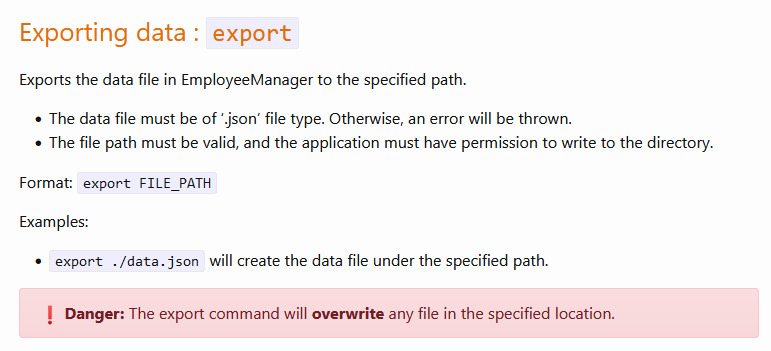 Exporting data : export
Exports the data file in EmployeeManager to the specified path.
• The data file must be of ‘.json’ file type. Otherwise, an error will be thrown.
• The file path must be valid, and the application must have permission to write to the directory.
Format: export FILE_PATH
Examples:
• export ./data.json will create the data file under the specified path.
❗ Danger: The export command will overwrite any file in the specified location.